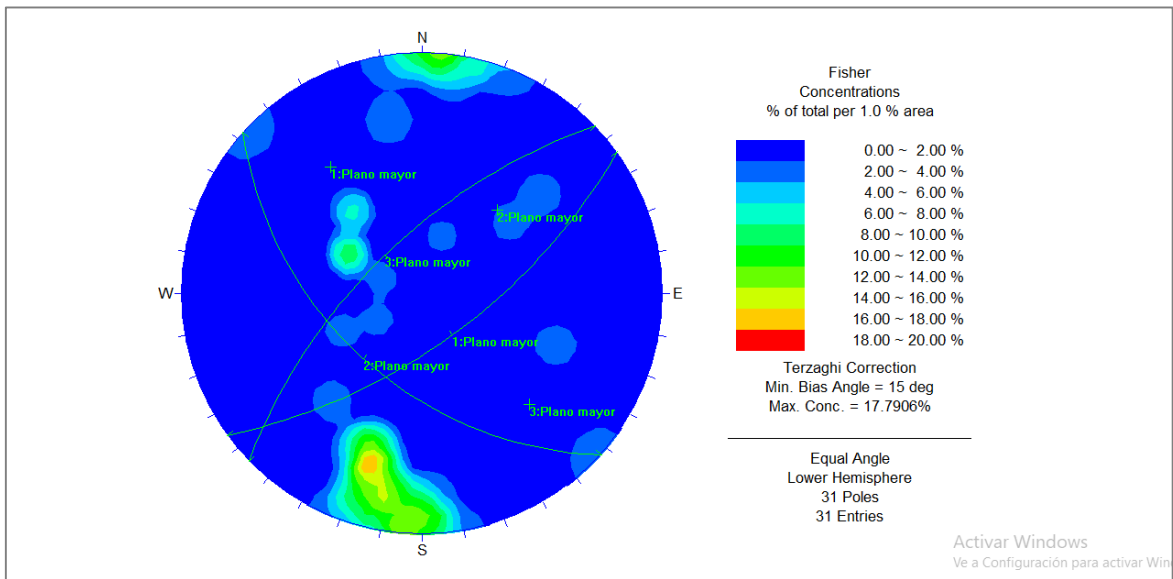 N
1:Plano mayor
2:Plano mayor
3:Plano mayor
W
E
1:Plano mayor
2:Plano mayor
3:Plano mayor
S
Fisher
Concentrations
% of total per 1.0 % area
0.00 ~ 2.00 %
2.00 ~ 4.00 %
4.00 ~ 6.00 %
6.00 ~ 8.00 %
8.00 ~ 10.00 %
10.00 ~ 12.00 %
12.00 ~ 14.00 %
14.00 ~ 16.00 %
16.00 ~ 18.00 %
18.00 ~ 20.00 %
Terzaghi Correction
Min. Bias Angle = 15 deg
Max. Conc. = 17.7906%
Equal Angle
Lower Hemisphere
31 Poles
31 Entries
Activar Windows
Ve a Configuración para activar Win